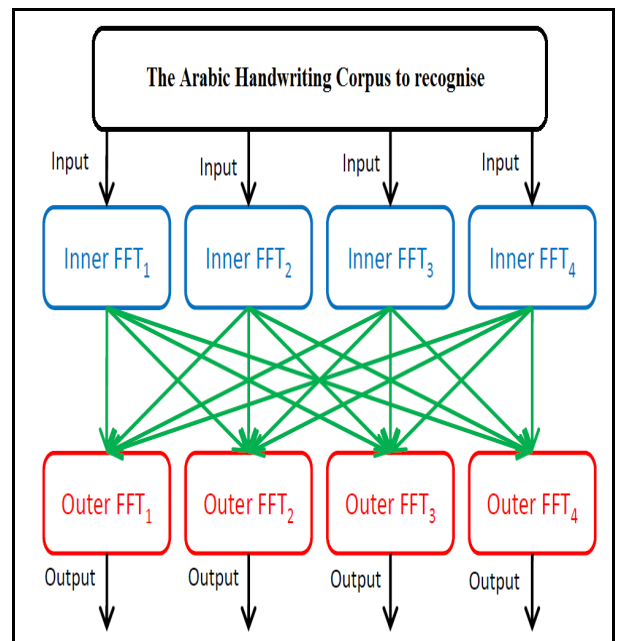 The Arabic Handwriting Corpus to recognise
Input Input Input Input
Inner FFT₁ Inner FFT₂ Inner FFT₃ Inner FFT₄
Outer FFT₁ Outer FFT₂ Outer FFT₃ Outer FFT₄
Output Output Output Output